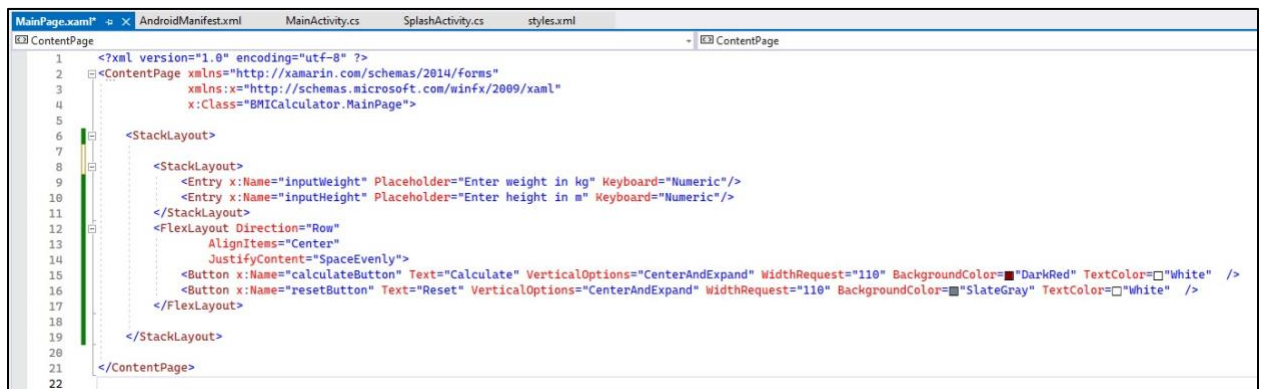 MainPage.xaml* AndroidManifest.xml MainActivity.cs SplashActivity.cs styles.xml
ContentPage ContentPage
1 <?xml version="1.0" encoding="utf-8" ?>
2 <ContentPage xmlns="http://xamarin.com/schemas/2014/forms"
3 xmlns:x="http://schemas.microsoft.com/winfx/2009/xaml"
4 x:Class="BMICalculator.MainPage">
5
6 <StackLayout>
7
8 <StackLayout>
9 <Entry x:Name="inputWeight" Placeholder="Enter weight in kg" Keyboard="Numeric"/>
10 <Entry x:Name="inputHeight" Placeholder="Enter height in m" Keyboard="Numeric"/>
11 </StackLayout>
12 <FlexLayout Direction="Row"
13 AlignItems="Center"
14 JustifyContent="SpaceEvenly">
15 <Button x:Name="calculateButton" Text="Calculate" VerticalOptions="CenterAndExpand" WidthRequest="110" BackgroundColor="DarkRed" TextColor="White" />
16 <Button x:Name="resetButton" Text="Reset" VerticalOptions="CenterAndExpand" WidthRequest="110" BackgroundColor="SlateGray" TextColor="White" />
17 </FlexLayout>
18
19 </StackLayout>
20
21 </ContentPage>
22